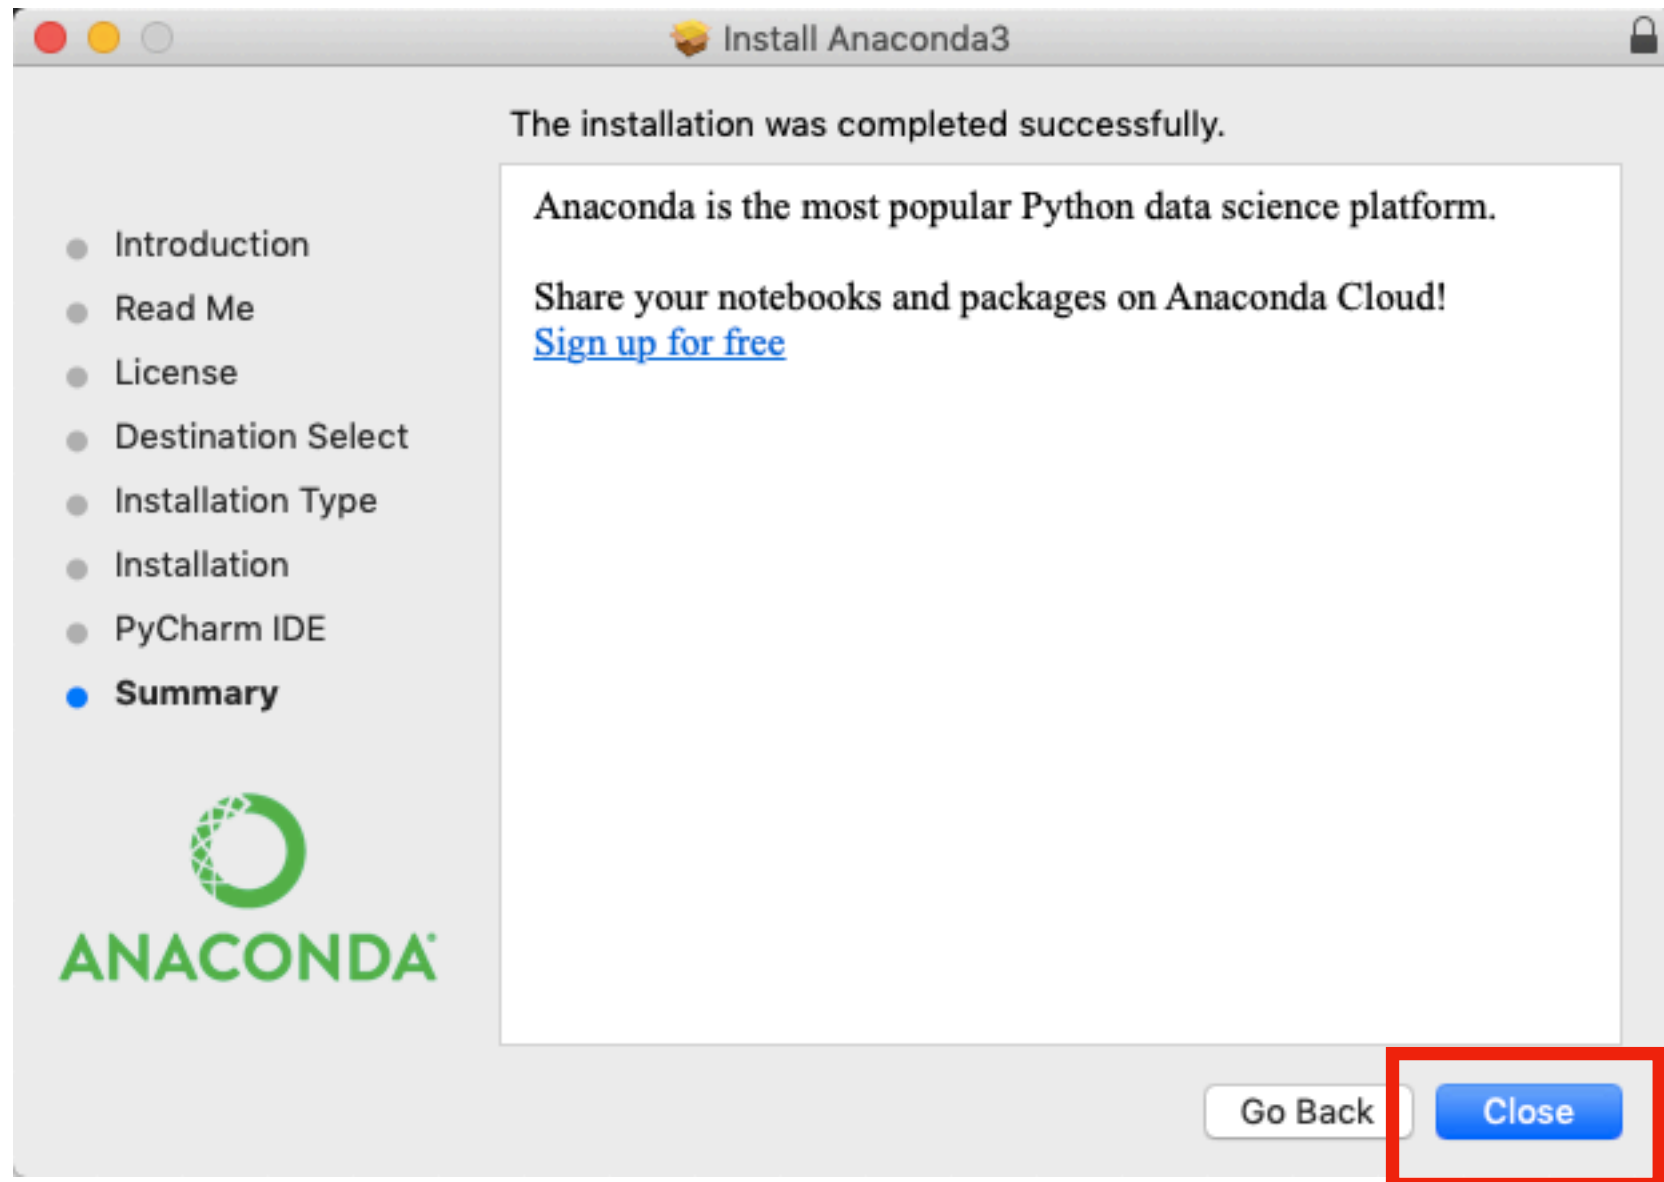 Install Anaconda3
The installation was completed successfully.
Introduction
Read Me
License
Destination Select
Installation Type
Installation
PyCharm IDE
Summary
ANACONDA
Anaconda is the most popular Python data science platform.
Share your notebooks and packages on Anaconda Cloud!
Sign up for free
Go Back
Close